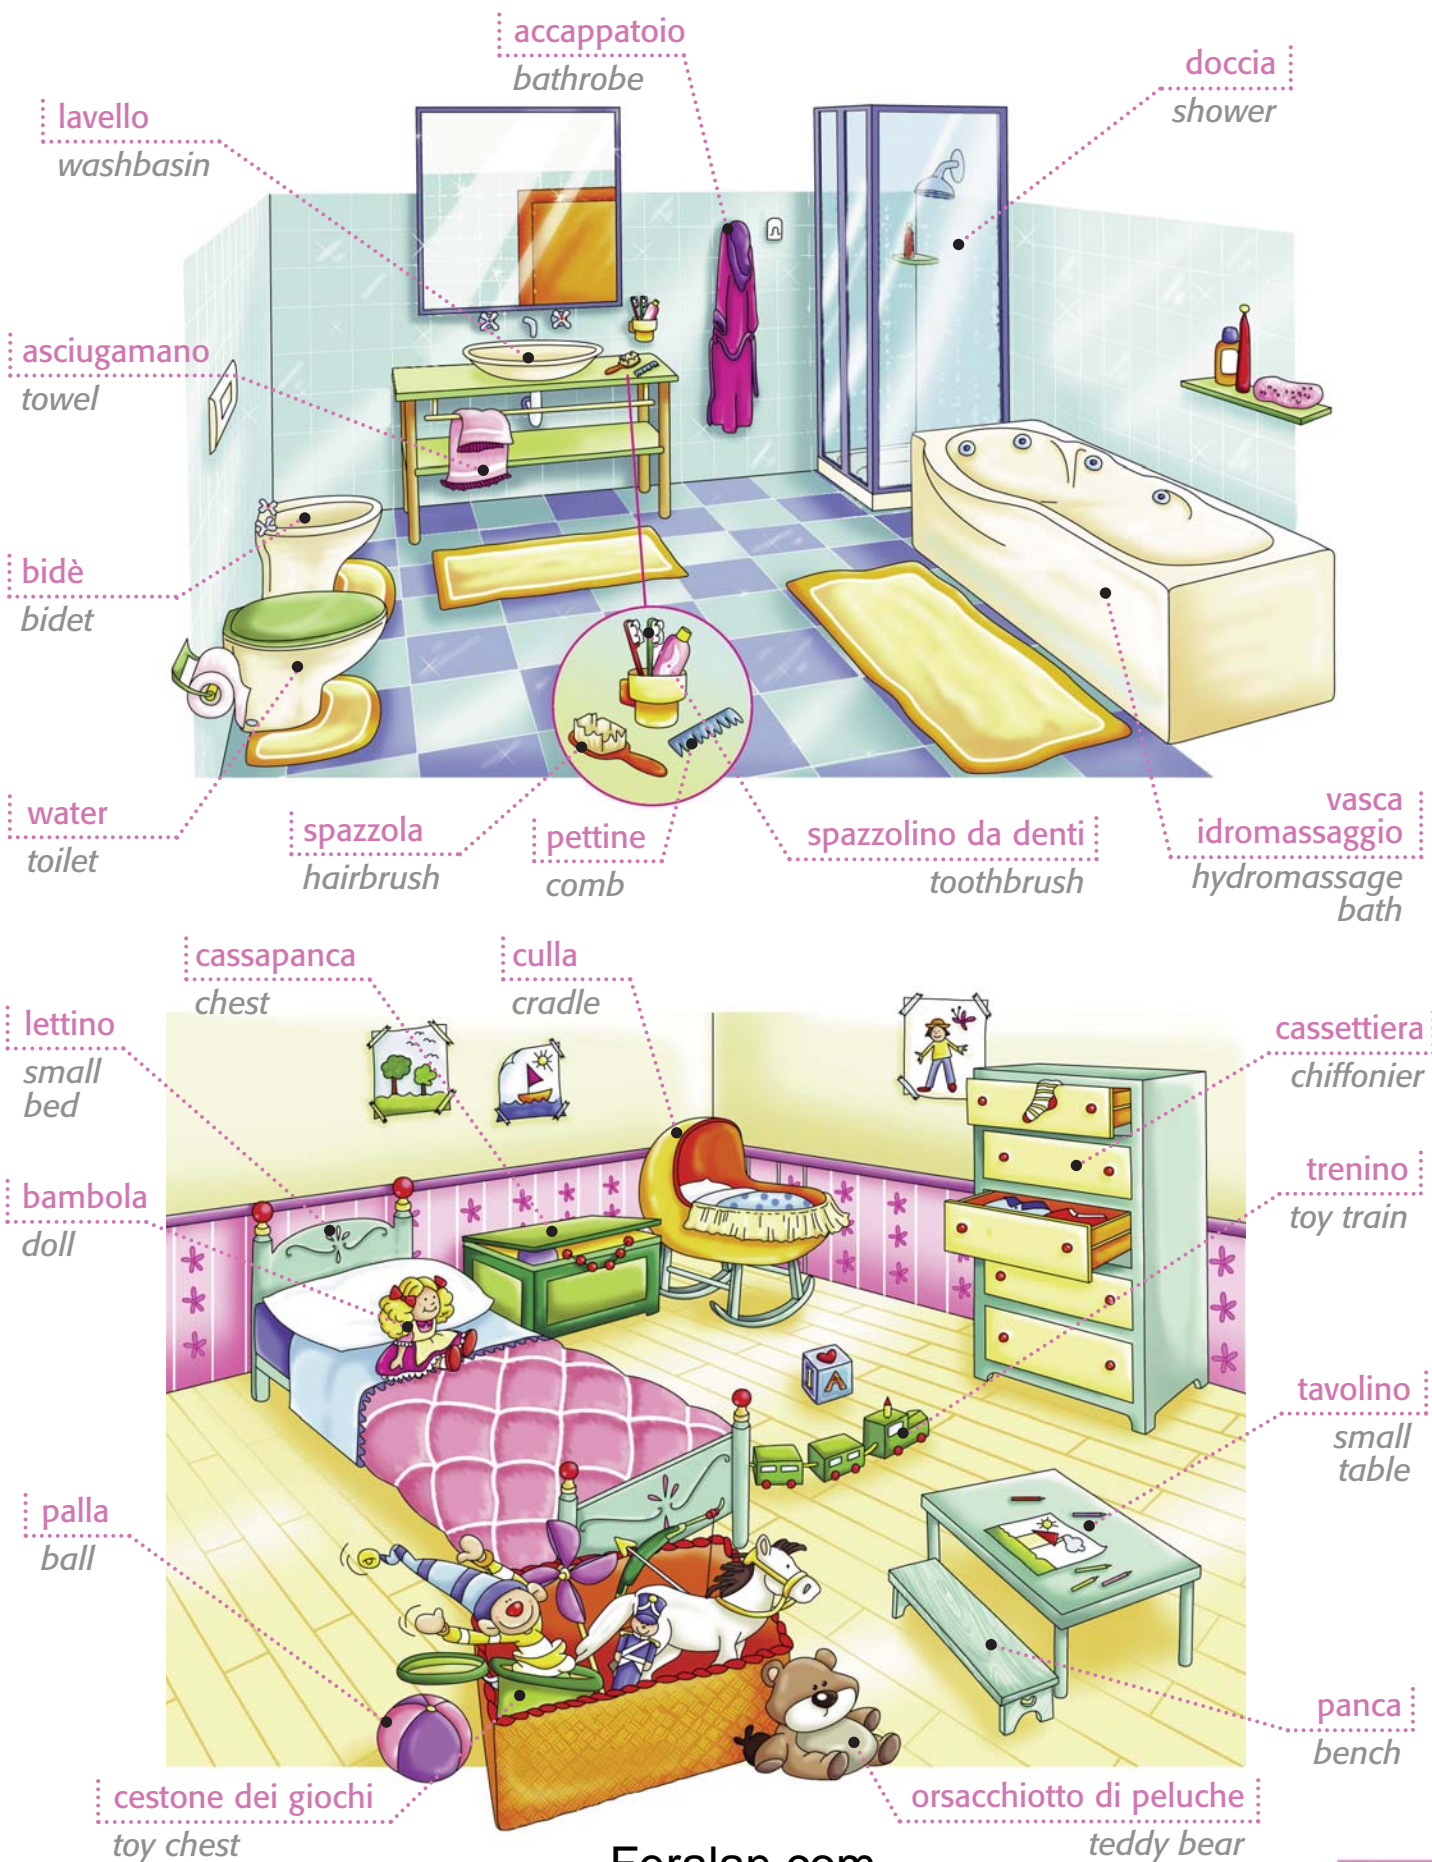 accappatoio
bathrobe
doccia
shower
lavello
washbasin
asciugamano
towel
bidè
bidet
water
toilet
spazzola
hairbrush
pettine
comb
spazzolino da denti
toothbrush
vasca
idromassaggio
hydromassage
bath
cassapanca
chest
culla
cradle
lettino
small
bed
cassettiera
chiffonier
bambola
doll
trenino
toy train
A
tavolino
small
table
palla
ball
panca
bench
cestone dei giochi
toy chest
orsacchiotto di peluche
teddy bear